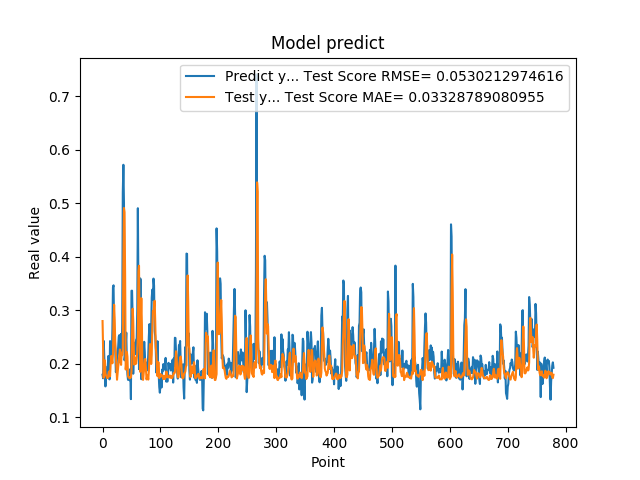 Model predict
Predict y... Test Score RMSE= 0.0530212974616
Test y... Test Score MAE= 0.03328789080955
Real value
0.7
0.6
0.5
0.4
0.3
0.2
0.1
0 100 200 300 400 500 600 700 800
Point